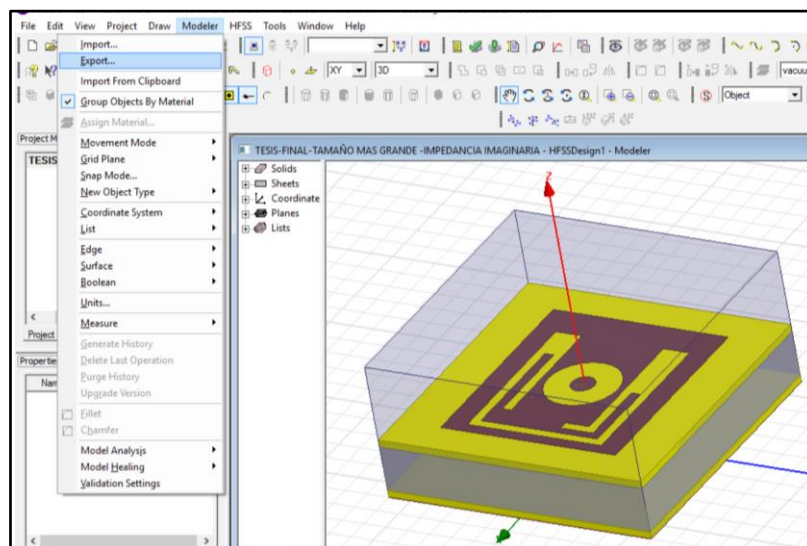 File Edit View Project Draw Modeler HFSS Tools Window Help
Import...
Export...
Import From Clipboard
Group Objects By Material
Assign Material...
Movement Mode
Grid Plane
Snap Mode...
New Object Type
Coordinate System
List
Edge
Surface
Boolean
Units...
Measure
Generate History
Delete Last Operation
Purge History
Upgrade Version
Fillet
Chamfer
Model Analysis
Model Healing
Validation Settings
XY
3D
vacuu
Object
Project M
TESIS
Project
Properties
Nam
TESIS-FINAL-TAMAÑO MAS GRANDE -IMPEDANCIA IMAGINARIA - HFSSDesign1 - Modeler
Solids
Sheets
Coordinate
Planes
Lists
Z